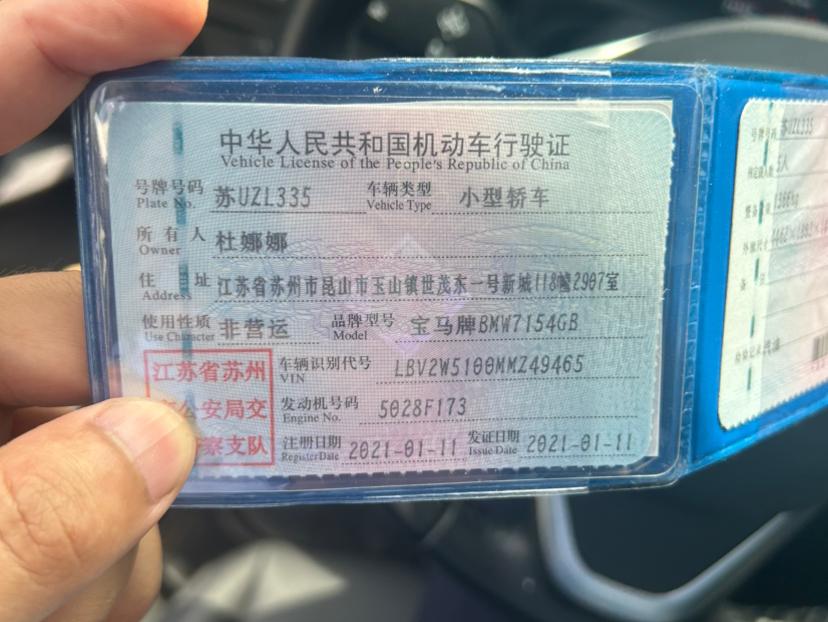 中华人民共和国机动车行驶证
Vehicle License of the People's Republic of China
号牌号码 苏UZL335 车辆类型 小型轿车
Plate No. Vehicle Type
所有人 杜娜娜
Owner
住址 江苏省苏州市昆山市玉山镇世茂东一号新城118幢2907室
Address
使用性质 非营运 品牌型号 宝马牌BMW7154GB
Use Character Model
江苏省苏州 车辆识别代号 LBV2W5100MMZ49465
VIN
公安局交 发动机号码 5028F173
Engine No.
察支队 注册日期 2021-01-11 发证日期 2021-01-11
Register Date Issue Date
号牌号码 苏UZL335
5人